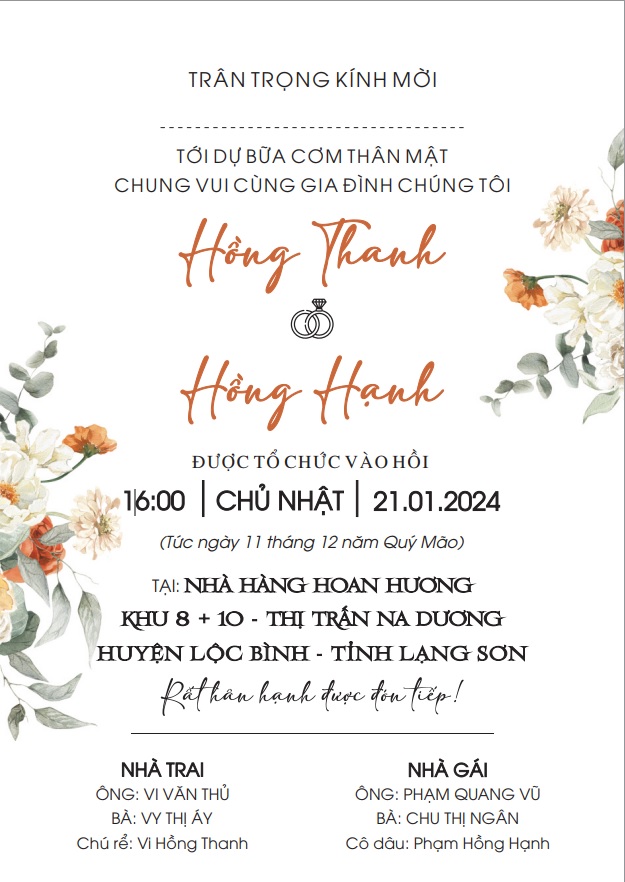 TRÂN TRỌNG KÍNH MỜI
----------------------------------
TỚI DỰ BỮA CƠM THÂN MẬT
CHUNG VUI CÙNG GIA ĐÌNH CHÚNG TÔI
Hồng Thanh
Hồng Hạnh
ĐƯỢC TỔ CHỨC VÀO HỒI
16:00 | CHỦ NHẬT | 21.01.2024
(Tức ngày 11 tháng 12 năm Quý Mão)
TẠI: NHÀ HÀNG HOAN HƯƠNG
KHU 8 + 10 - THỊ TRẤN NA DƯƠNG
HUYỆN LỘC BÌNH - TỈNH LẠNG SƠN
Rất hân hạnh được đón tiếp!
NHÀ TRAI
ÔNG: VI VĂN THỦ
BÀ: VY THỊ ÁY
Chú rể: Vi Hồng Thanh
NHÀ GÁI
ÔNG: PHẠM QUANG VŨ
BÀ: CHU THỊ NGÂN
Cô dâu: Phạm Hồng Hạnh